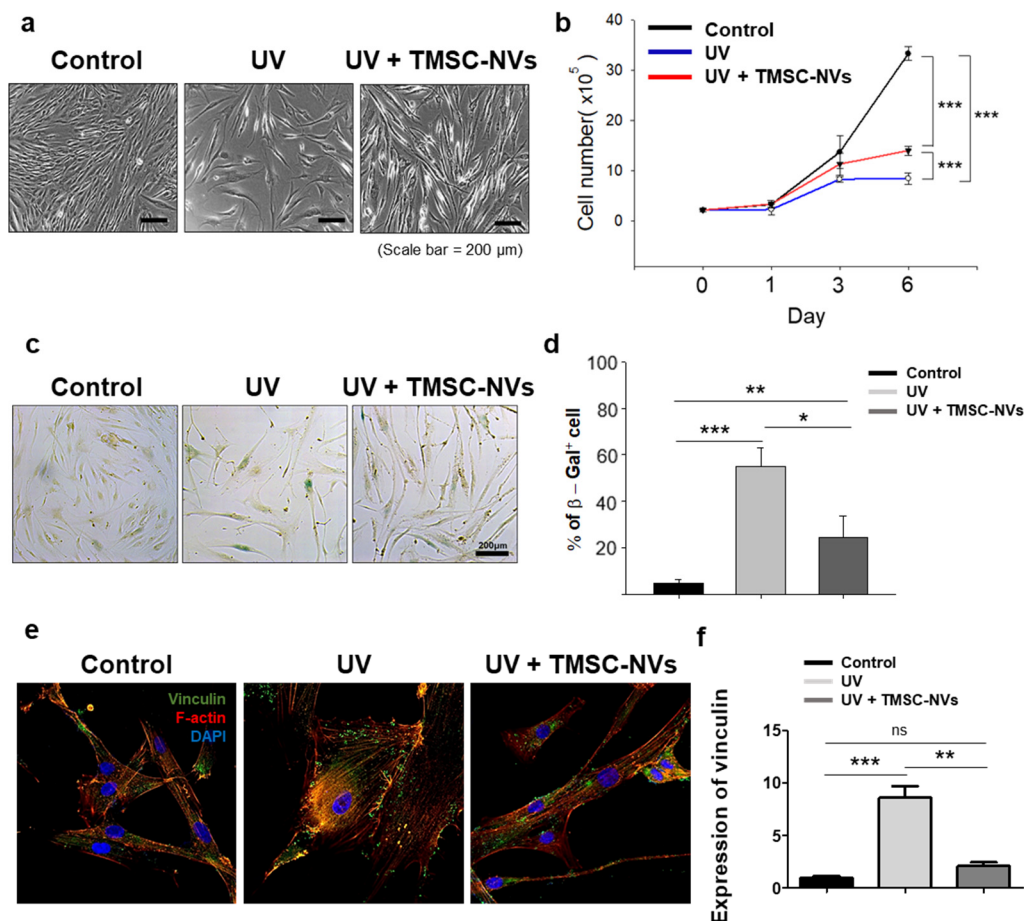 a
Control
UV
UV + TMSC-NVs
(Scale bar = 200 μm)
b
Control
UV
UV + TMSC-NVs
Cell number( x10⁵)
40
30
20
10
0
***
***
***
0 1 3 6
Day
c
Control
UV
UV + TMSC-NVs
200μm
d
Control
UV
UV + TMSC-NVs
% of β – Gal⁺ cell
100
80
60
40
20
**
***
*
e
Control
UV
UV + TMSC-NVs
Vinculin
F-actin
DAPI
f
Control
UV
UV + TMSC-NVs
Expression of vinculin
15
10
5
0
ns
***
**